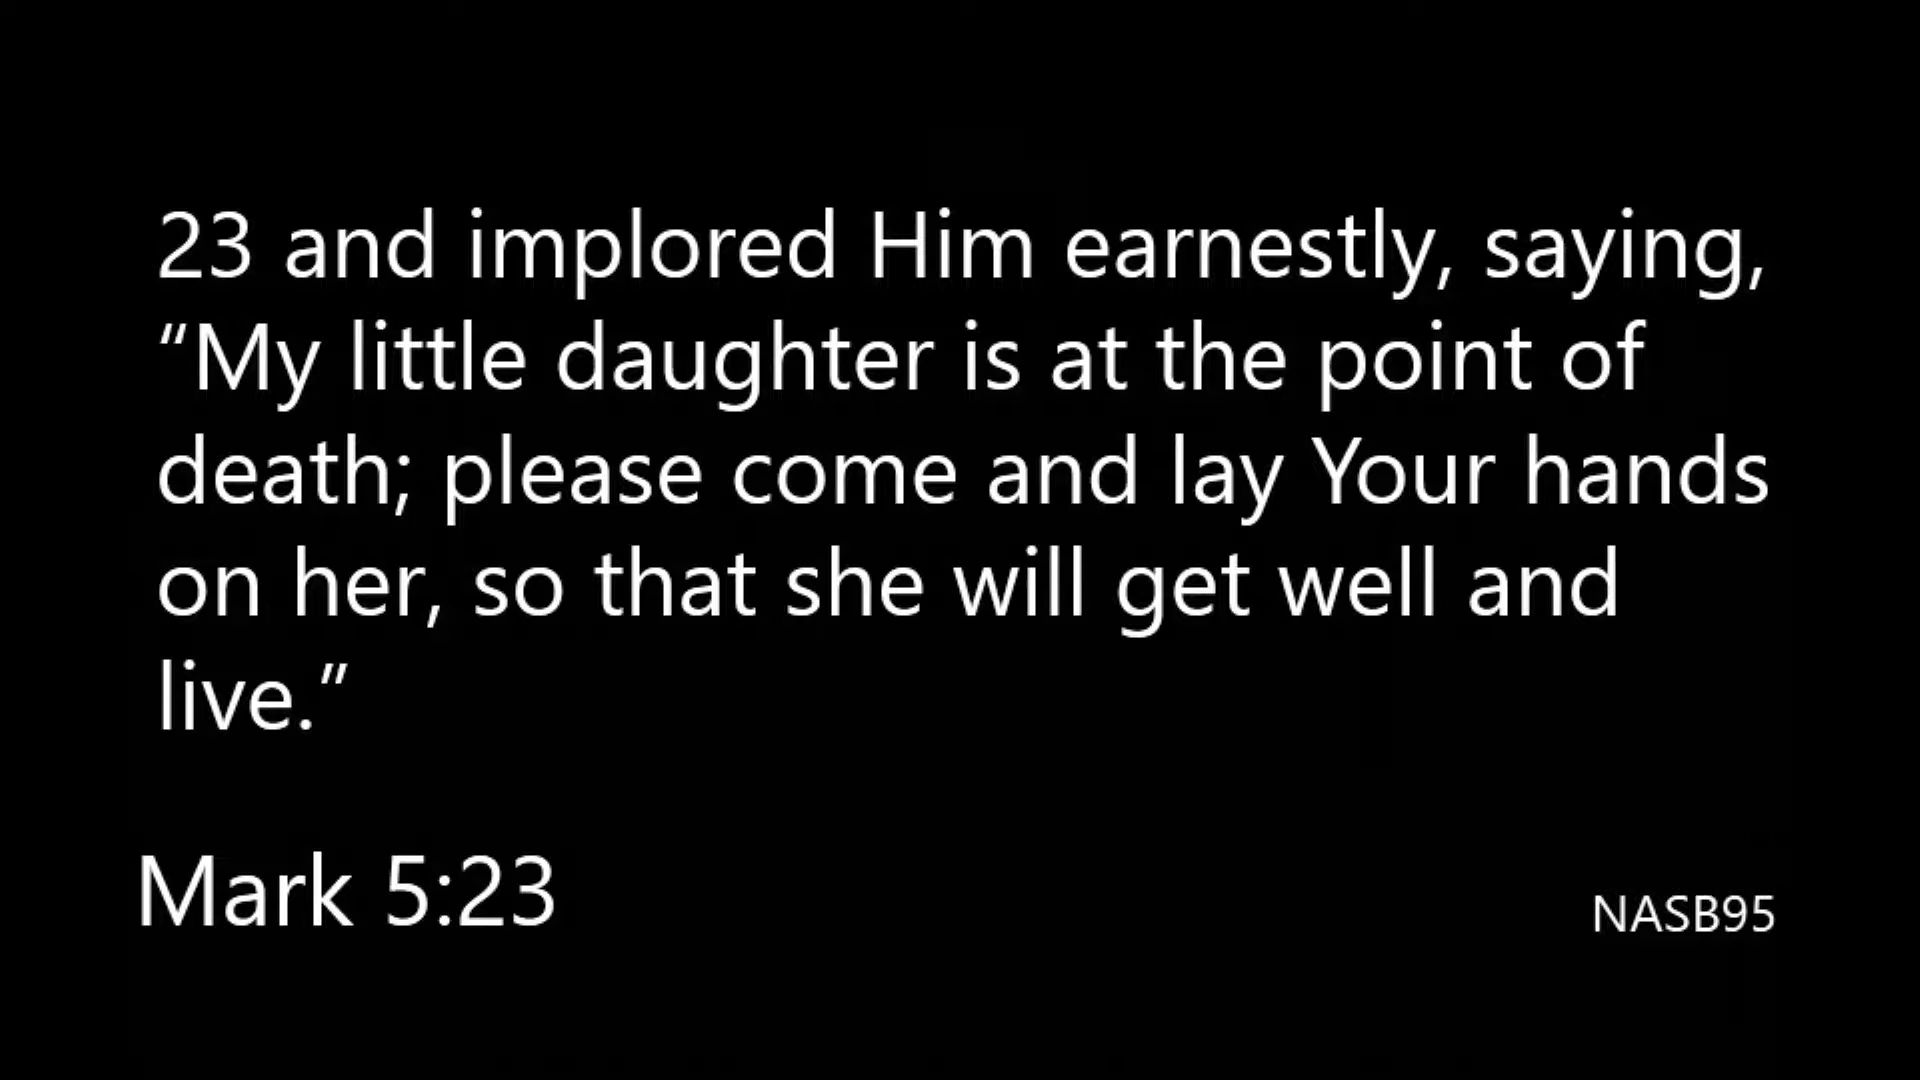 23 and implored Him earnestly, saying,
“My little daughter is at the point of
death; please come and lay Your hands
on her, so that she will get well and
live.”
Mark 5:23
NASB95